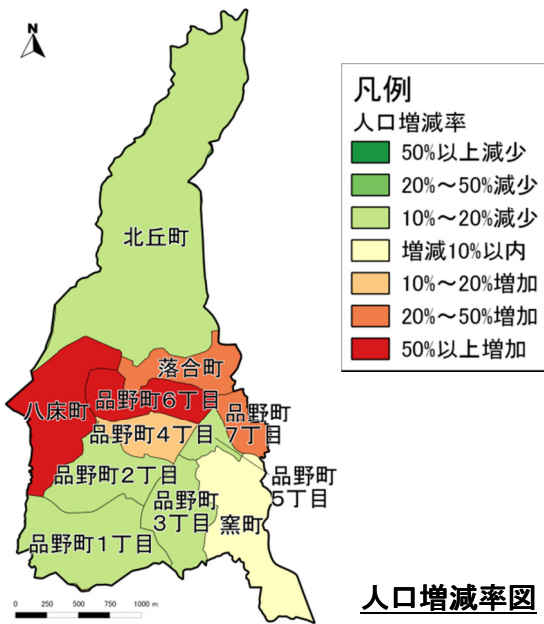 N
凡例
人口増減率
50%以上減少
20%～50%減少
10%～20%減少
増減10%以内
10%～20%増加
20%～50%増加
50%以上増加
北丘町
落合町
八床町
品野町6丁目
品野町
7丁目
品野町4丁目
品野町2丁目
品野町
5丁目
品野町
3丁目
窯町
品野町1丁目
0 250 500 750 1000 m
人口増減率図